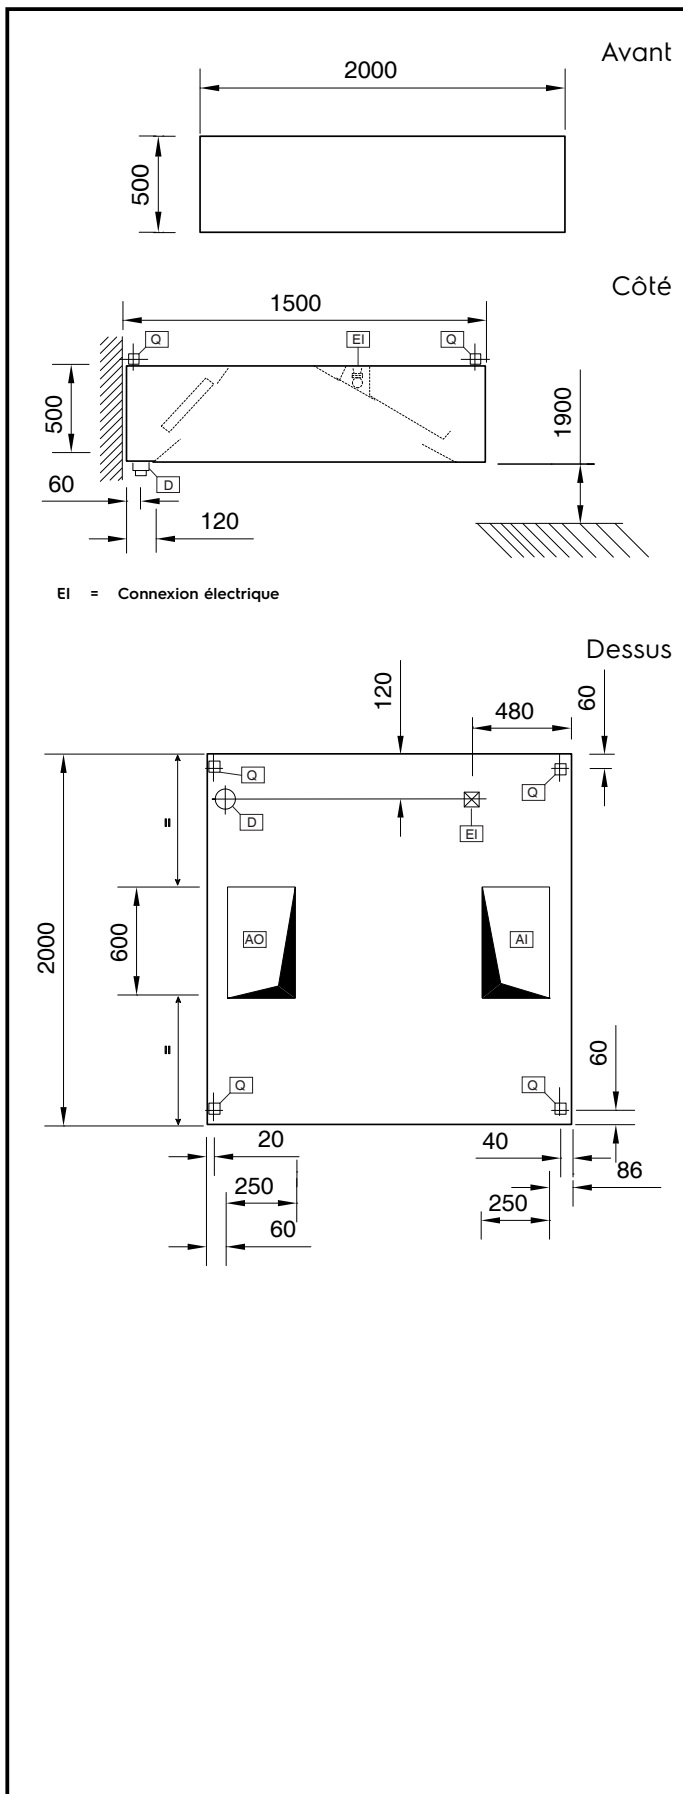 Avant
2000
500
Côté
1500
Q
EI
Q
500
1900
60
D
120
EI = Connexion électrique
Dessus
120
480
60
Q
Q
D
EI
=
2000
600
AO
AI
=
60
Q
Q
20
40
86
250
250
60